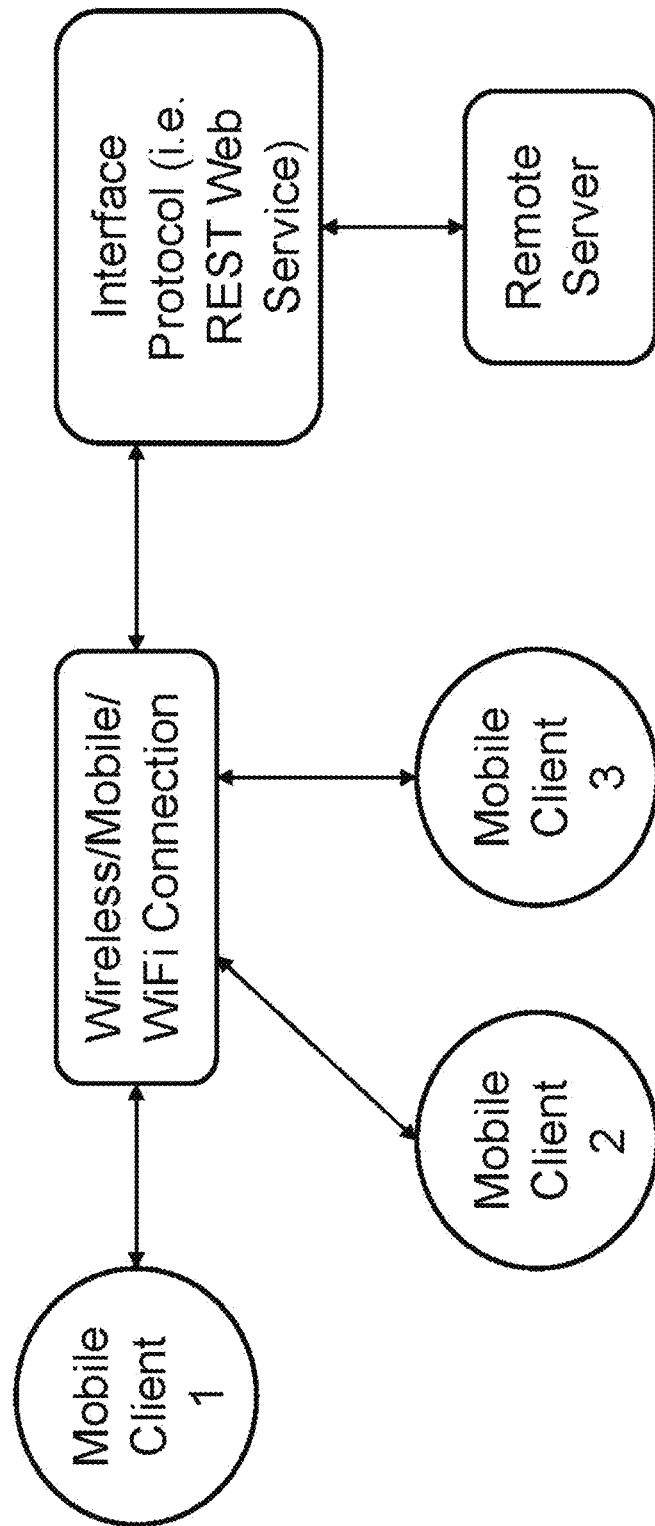 Mobile
Client
1
Wireless/Mobile/
WiFi Connection
Interface
Protocol (i.e.
REST Web
Service)
Mobile
Client
2
Mobile
Client
3
Remote
Server